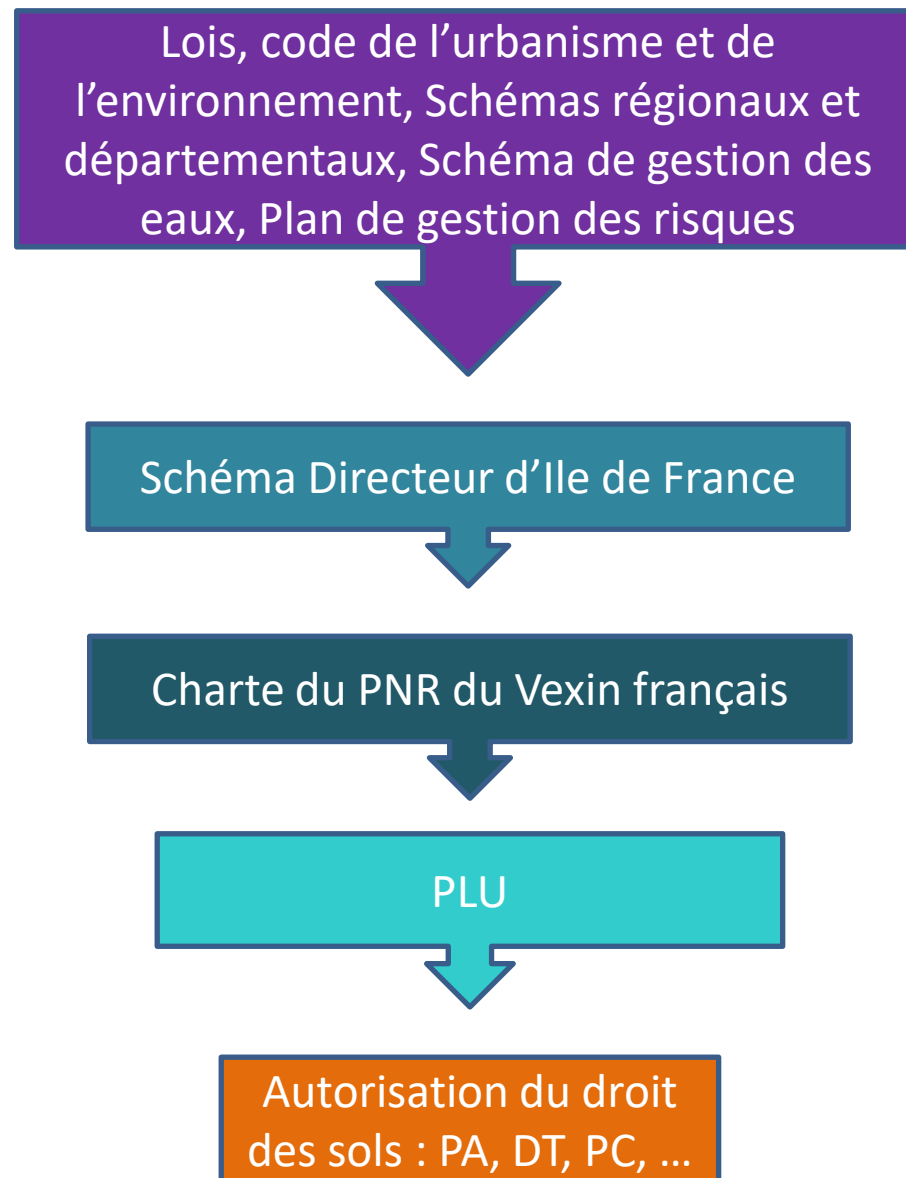 Lois, code de l’urbanisme et de
l’environnement, Schémas régionaux et
départementaux, Schéma de gestion des
eaux, Plan de gestion des risques
Schéma Directeur d’Ile de France
Charte du PNR du Vexin français
PLU
Autorisation du droit
des sols : PA, DT, PC, …